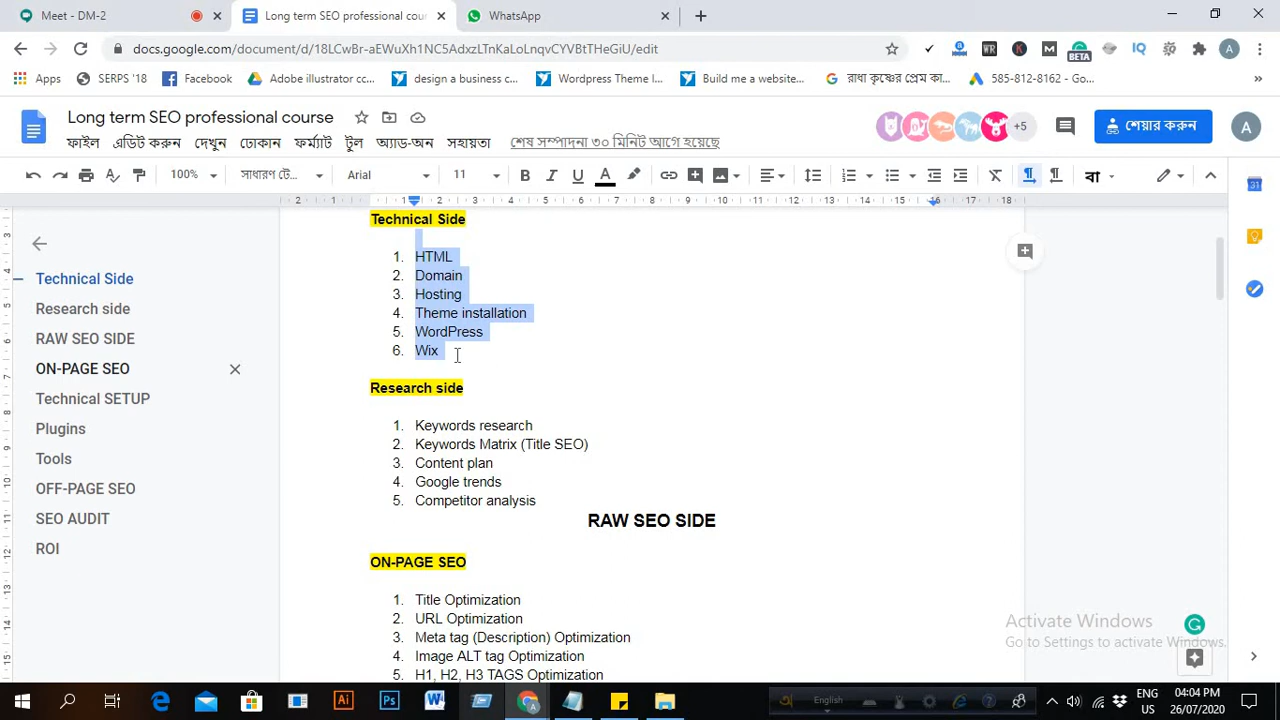 Meet - DM-2
Long term SEO professional cours
WhatsApp
docs.google.com/document/d/18LCwBr-aEWuXh1NC5AdxzLTnKaLoLnqvCYVBtTHeGiU/edit
BETA
A
Apps
SERPS '18
Facebook
Adobe illustrator cc...
design a business c...
Wordpress Theme I...
Build me a website...
রাধা কৃষ্ণের প্রেম কা...
585-812-8162 - Go...
Long term SEO professional course
ফাইল এডিট করুন দেখুন ঢোকান ফর্ম্যাট টুল অ্যাড-অন সহায়তা
শেষ সম্পাদনা ৩০ মিনিট আগে হয়েছে
+5
শেয়ার করুন
A
100%
সাধারণ টে...
Arial
11
B I U A
বা
Technical Side
Research side
RAW SEO SIDE
ON-PAGE SEO
Technical SETUP
Plugins
Tools
OFF-PAGE SEO
SEO AUDIT
ROI
Technical Side
1. HTML
2. Domain
3. Hosting
4. Theme installation
5. WordPress
6. Wix
Research side
1. Keywords research
2. Keywords Matrix (Title SEO)
3. Content plan
4. Google trends
5. Competitor analysis
RAW SEO SIDE
ON-PAGE SEO
1. Title Optimization
2. URL Optimization
3. Meta tag (Description) Optimization
4. Image ALT tag Optimization
5. H1, H2, H3 TAGS Optimization
Activate Windows
Go to Settings to activate Windows.
English
ENG
US
04:04 PM
26/07/2020